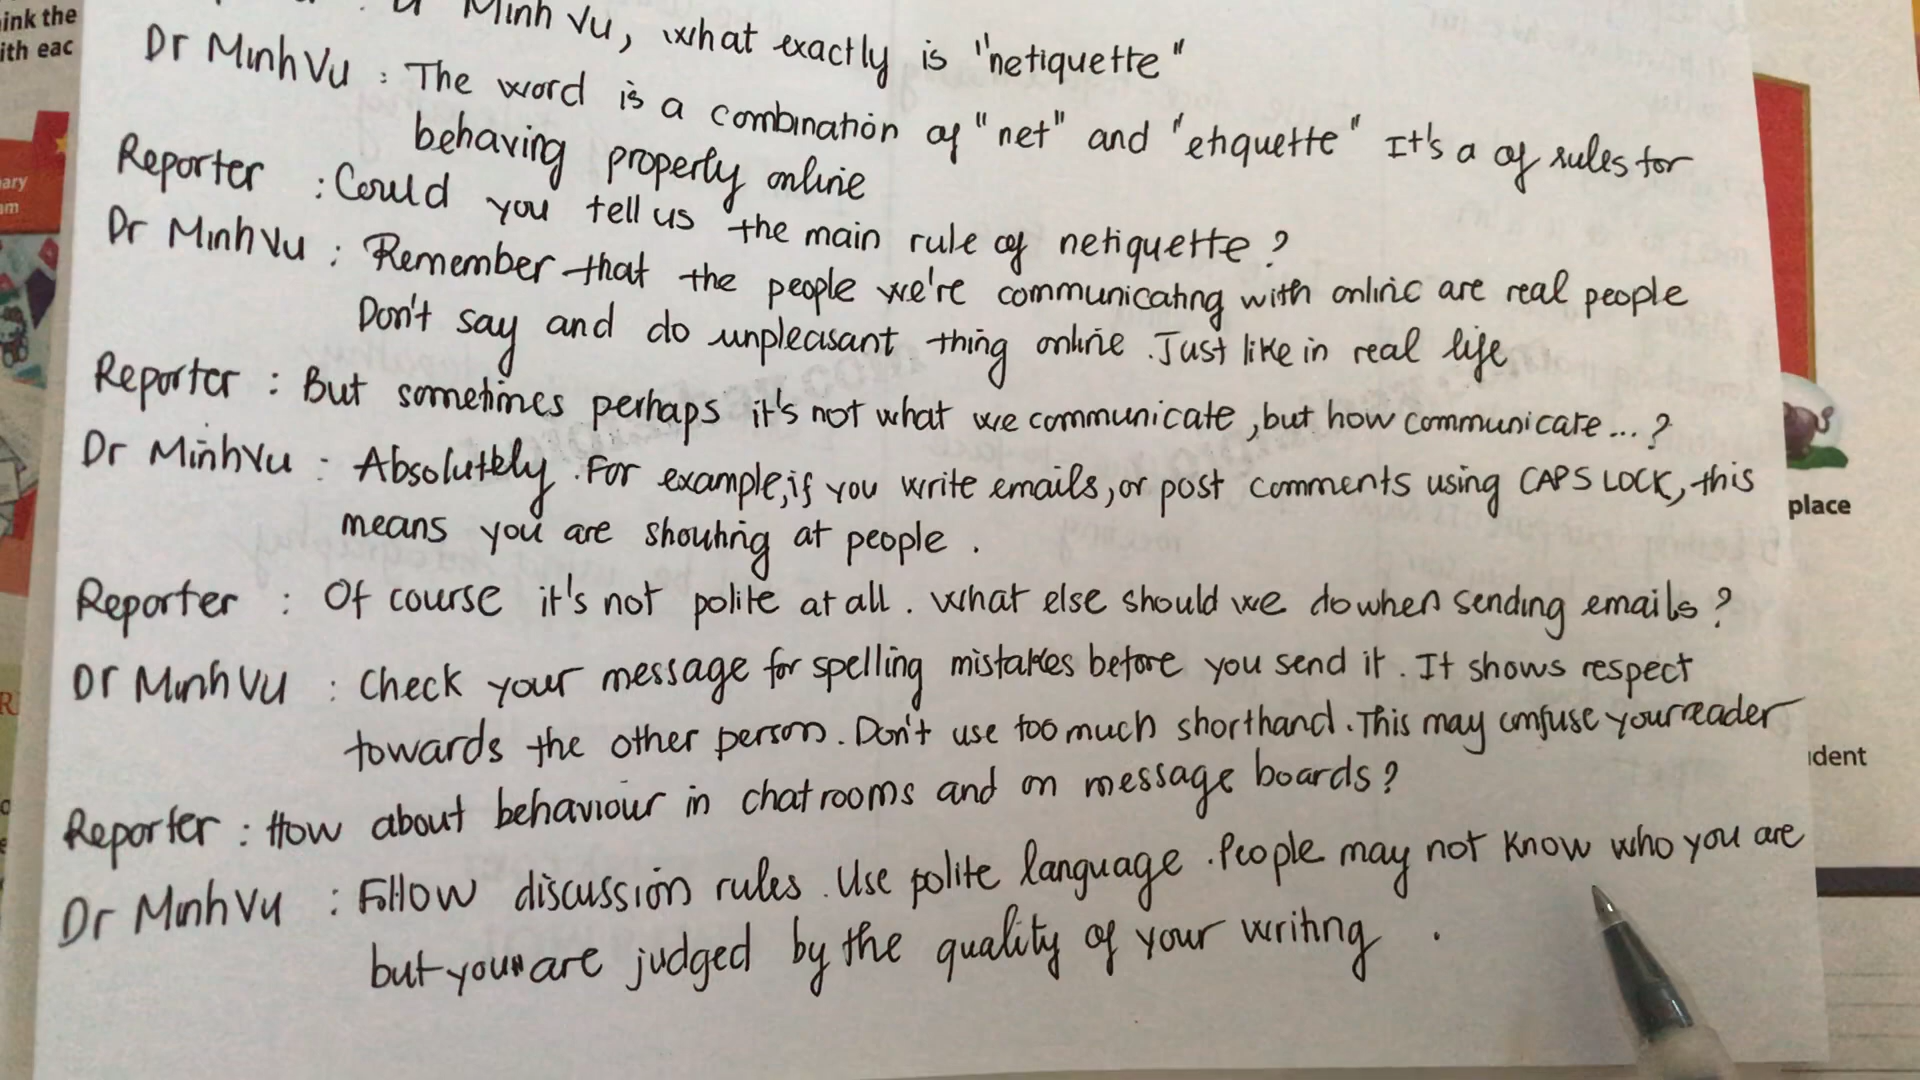 Dr Minh Vu, what exactly is "netiquette"
Dr Minh Vu : The word is a combination of "net" and "etiquette" It's a of rules for
behaving properly online
Reporter : Could you tell us the main rule of netiquette ?
Dr Minh Vu : Remember that the people we're communicating with online are real people
Don't say and do unpleasant thing online . Just like in real life
Reporter : But sometimes perhaps it's not what we communicate , but how communicate ... ?
Dr Minh Vu : Absolutely . For example, if you write emails, or post comments using CAPS LOCK, this
means you are shouting at people .
Reporter : Of course it's not polite at all . What else should we do when sending emails ?
Dr Minh Vu : Check your message for spelling mistakes before you send it . It shows respect
towards the other person . Don't use too much shorthand . This may confuse your reader
Reporter : How about behaviour in chat rooms and on message boards ?
Dr Minh Vu : Follow discussion rules . Use polite language . People may not know who you are
but you are judged by the quality of your writing .
ink the
ith eac
ary
am
place
dent